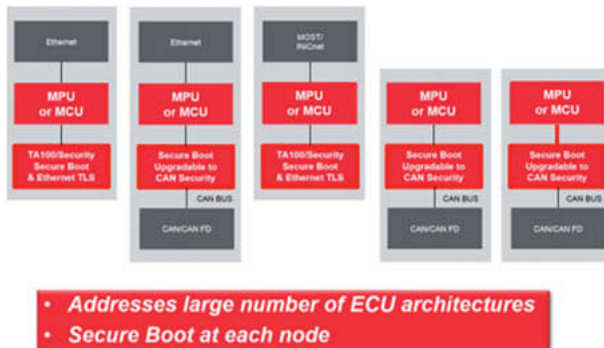 Ethernet
MPU
or MCU
TA100/Security
Secure Boot
& Ethernet TLS
Ethernet
MPU
or MCU
Secure Boot
Upgradable to
CAN Security
CAN BUS
CAN/CAN FD
MOST/
INICnet
MPU
or MCU
TA100/Security
Secure Boot
& Ethernet TLS
MPU
or MCU
Secure Boot
Upgradable to
CAN Security
CAN BUS
CAN/CAN FD
MPU
or MCU
Secure Boot
Upgradable to
CAN Security
CAN BUS
CAN/CAN FD
• Addresses large number of ECU architectures
• Secure Boot at each node